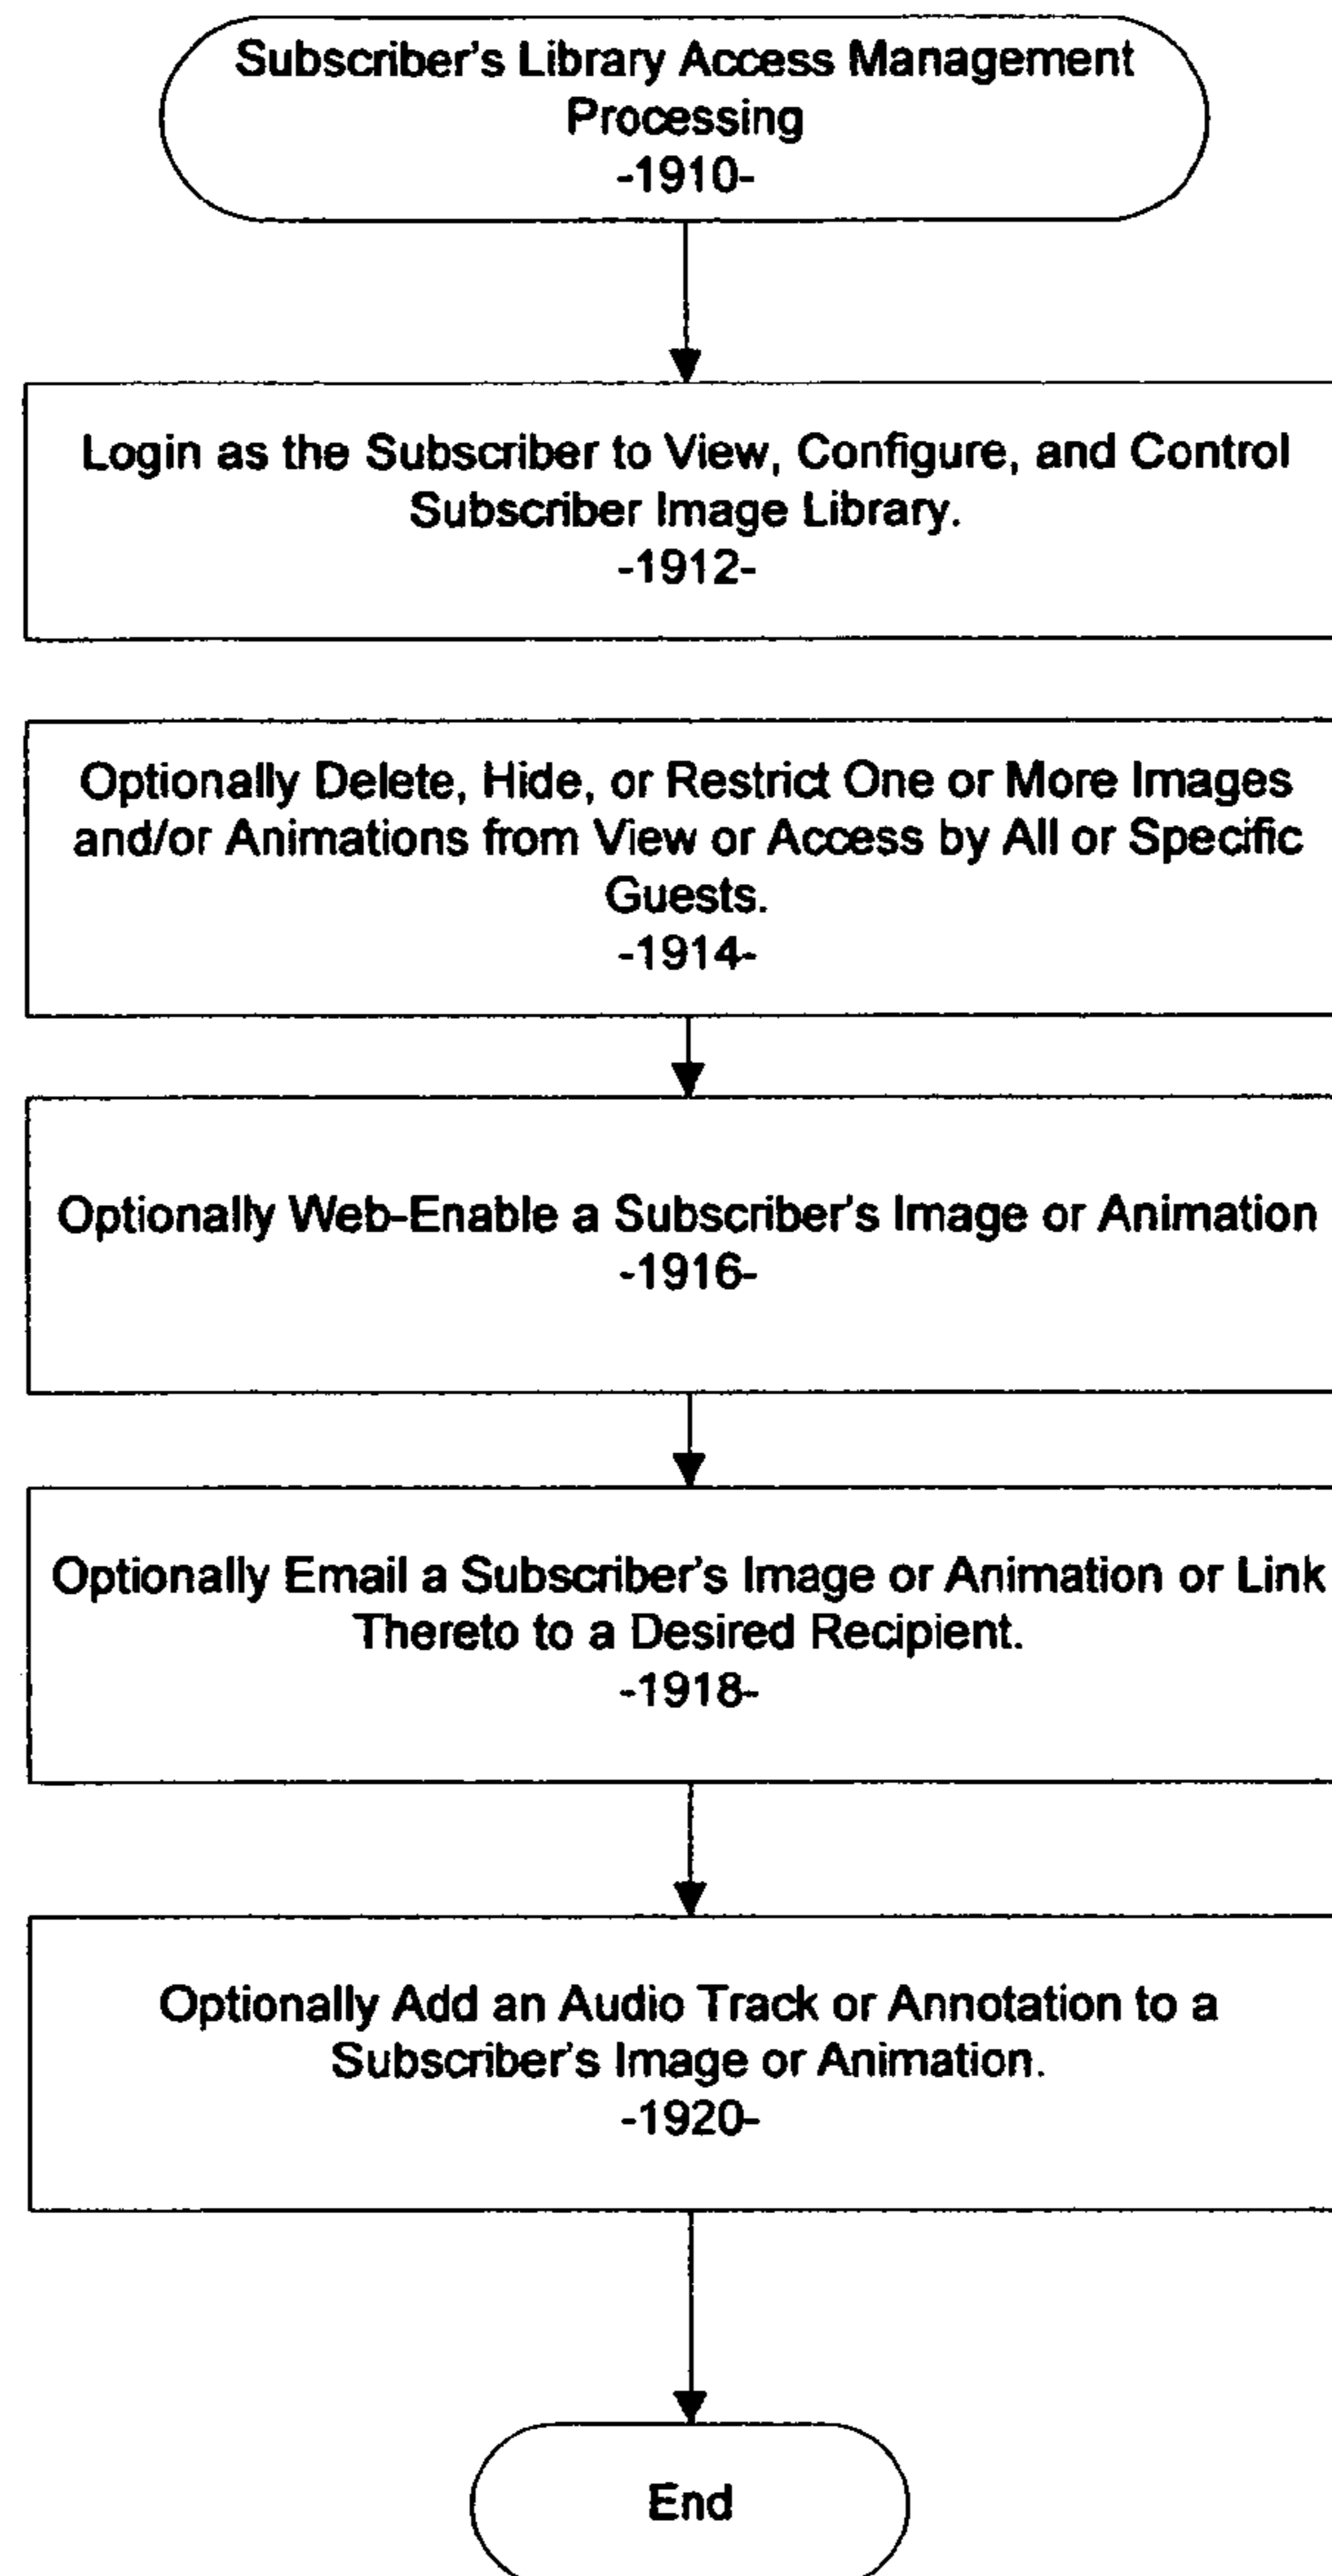 Subscriber's Library Access Management
Processing
-1910-
Login as the Subscriber to View, Configure, and Control
Subscriber Image Library.
-1912-
Optionally Delete, Hide, or Restrict One or More Images
and/or Animations from View or Access by All or Specific
Guests.
-1914-
Optionally Web-Enable a Subscriber's Image or Animation
-1916-
Optionally Email a Subscriber's Image or Animation or Link
Thereto to a Desired Recipient.
-1918-
Optionally Add an Audio Track or Annotation to a
Subscriber's Image or Animation.
-1920-
End